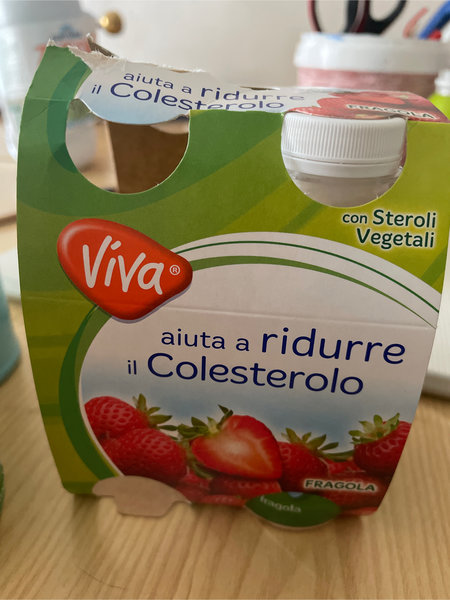 aiuta a ridurre
il Colesterolo
FRAGOLA
con Steroli
Vegetali
Viva®
aiuta a ridurre
il Colesterolo
FRAGOLA
fragola